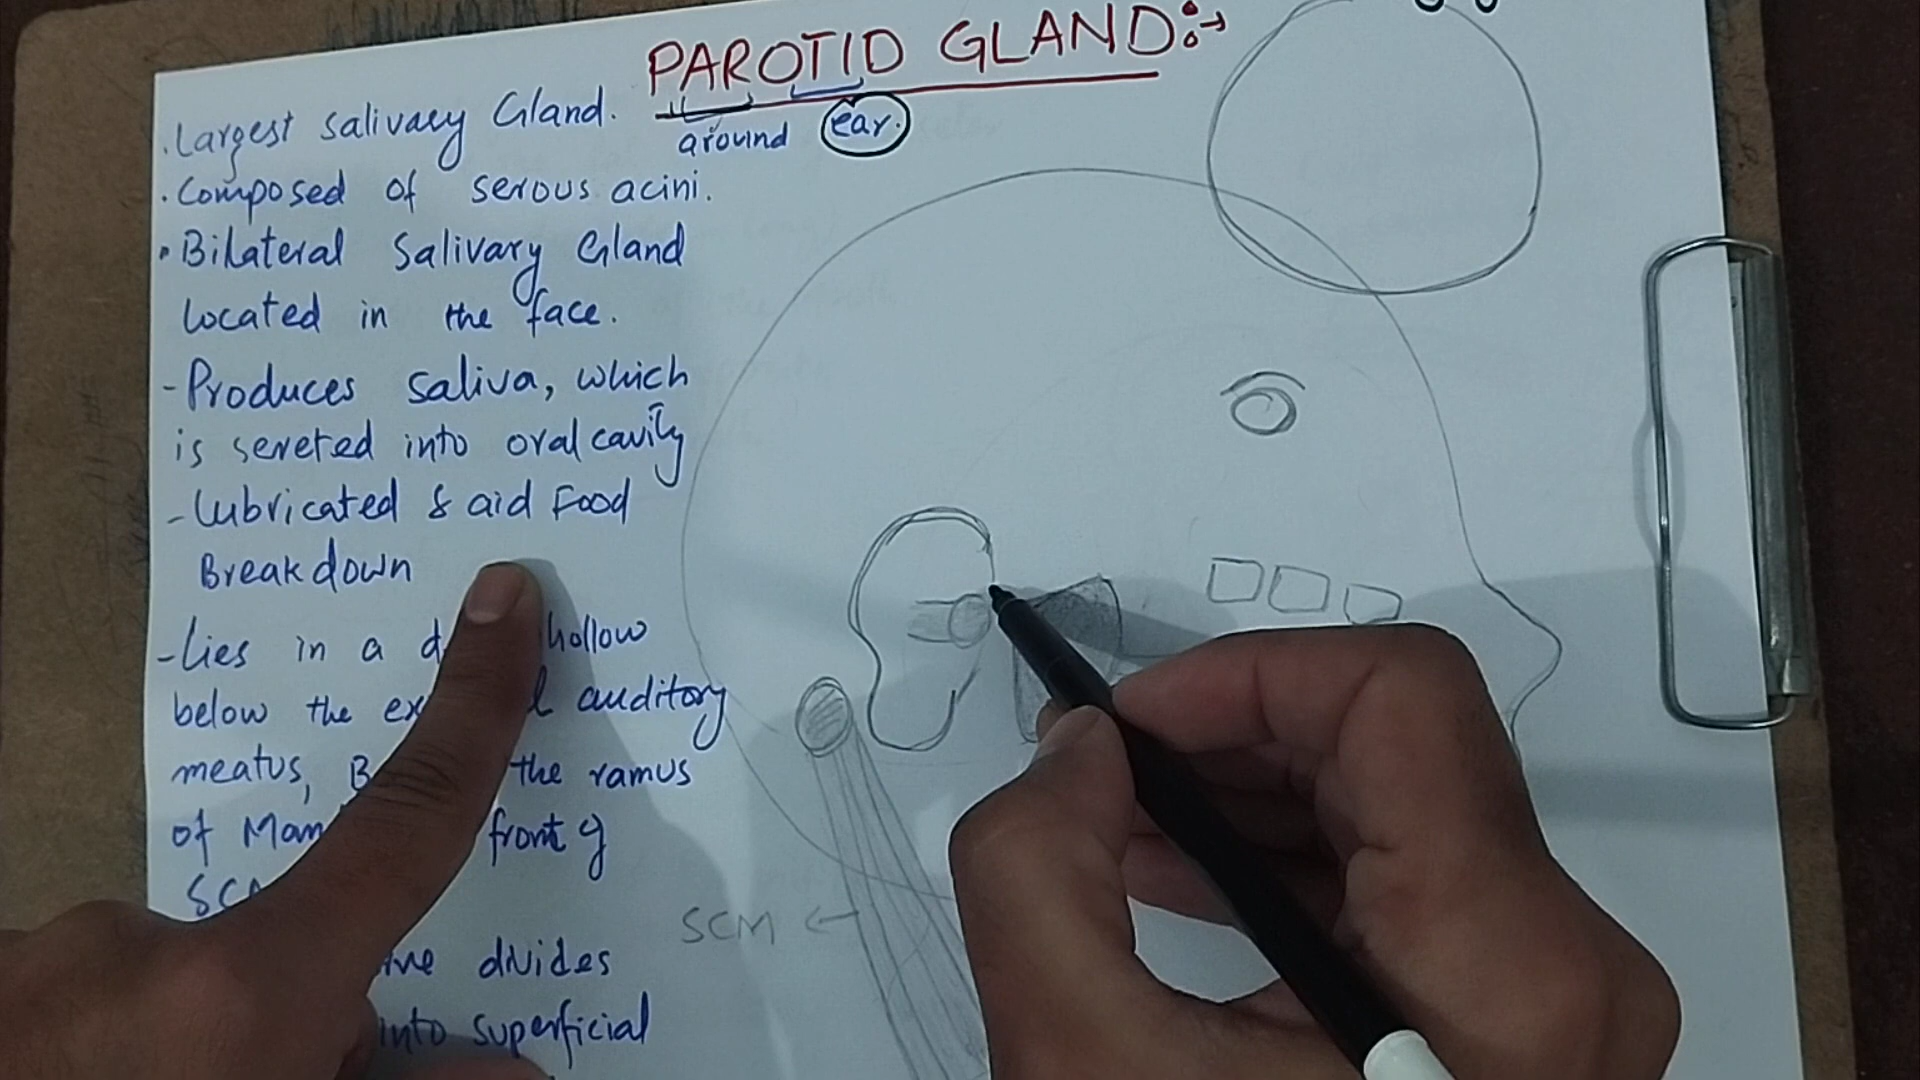 PAROTID GLAND:→
around ear.
. Largest Salivary Gland.
. Composed of serous acini.
• Bilateral Salivary Gland
located in the face.
- Produces saliva, which
is sereted into oral cavity
- Lubricated & aid Food
Breakdown
- Lies in a hollow
below the auditory
meatus, the ramus
of front of
divides
into superficial
SCM ←